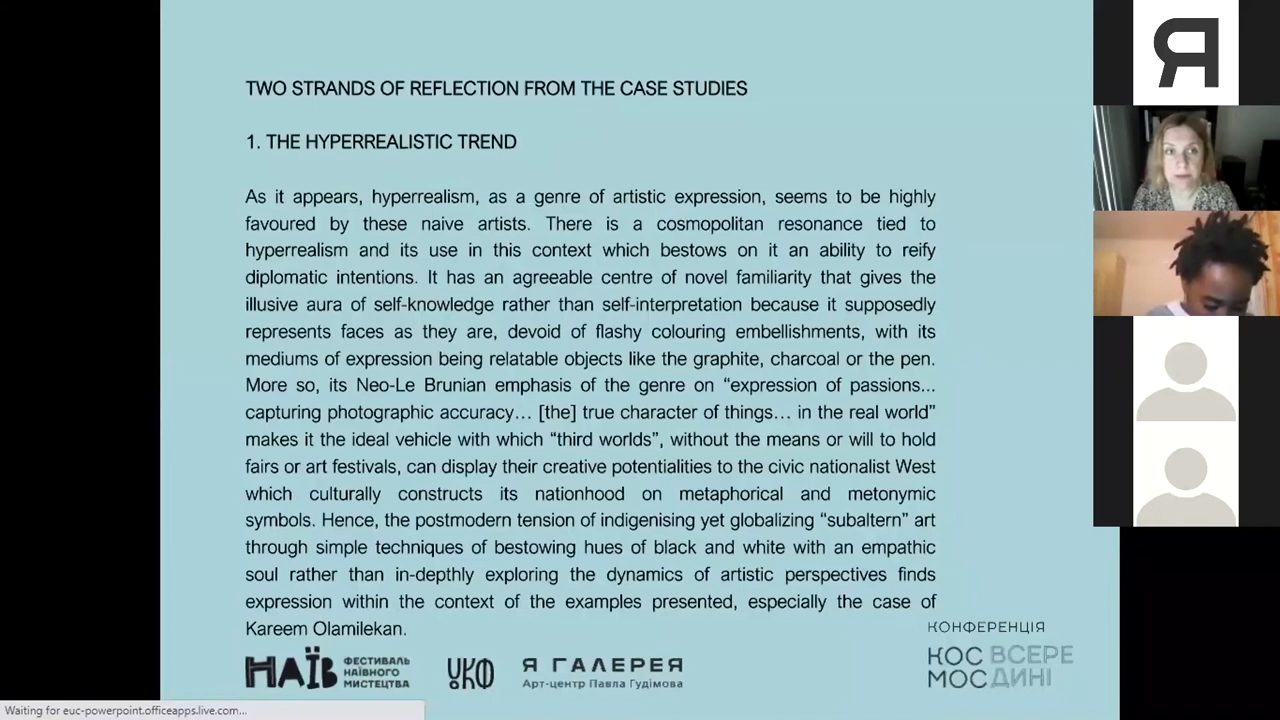 TWO STRANDS OF REFLECTION FROM THE CASE STUDIES
1. THE HYPERREALISTIC TREND
As it appears, hyperrealism, as a genre of artistic expression, seems to be highly
favoured by these naive artists. There is a cosmopolitan resonance tied to
hyperrealism and its use in this context which bestows on it an ability to reify
diplomatic intentions. It has an agreeable centre of novel familiarity that gives the
illusive aura of self-knowledge rather than self-interpretation because it supposedly
represents faces as they are, devoid of flashy colouring embellishments, with its
mediums of expression being relatable objects like the graphite, charcoal or the pen.
More so, its Neo-Le Brunian emphasis of the genre on “expression of passions...
capturing photographic accuracy… [the] true character of things… in the real world”
makes it the ideal vehicle with which “third worlds”, without the means or will to hold
fairs or art festivals, can display their creative potentialities to the civic nationalist West
which culturally constructs its nationhood on metaphorical and metonymic
symbols. Hence, the postmodern tension of indigenising yet globalizing “subaltern” art
through simple techniques of bestowing hues of black and white with an empathic
soul rather than in-depthly exploring the dynamics of artistic perspectives finds
expression within the context of the examples presented, especially the case of
Kareem Olamilekan.
НАЇВ
ФЕСТИВАЛЬ
НАЇВНОГО
МИСТЕЦТВА
УКФ
Я ГАЛЕРЕЯ
Арт-центр Павла Гудімова
КОНФЕРЕНЦІЯ
КОС ВСЕРЕ
МОС ДИНІ
Я
Waiting for euc-powerpoint.officeapps.live.com...